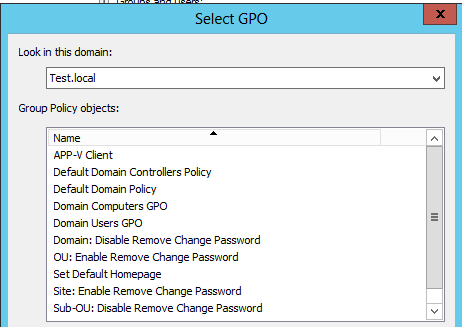 Select GPO
x
Look in this domain:
Test.local
Group Policy objects:
Name
APP-V Client
Default Domain Controllers Policy
Default Domain Policy
Domain Computers GPO
Domain Users GPO
Domain: Disable Remove Change Password
OU: Enable Remove Change Password
Set Default Homepage
Site: Enable Remove Change Password
Sub-OU: Disable Remove Change Password